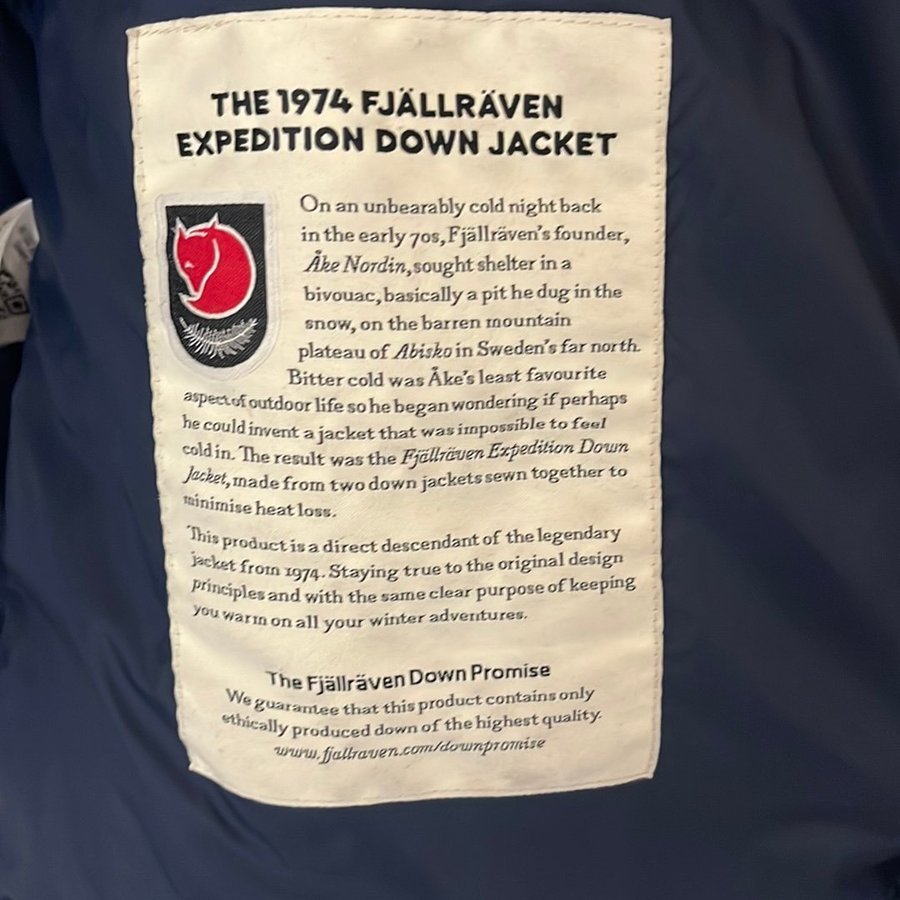 THE 1974 FJÄLLRÄVEN
EXPEDITION DOWN JACKET
On an unbearably cold night back
in the early 70s, Fjällräven's founder,
Åke Nordin, sought shelter in a
bivouac, basically a pit he dug in the
snow, on the barren mountain
plateau of Abisko in Sweden's far north.
Bitter cold was Åke's least favourite
aspect of outdoor life so he began wondering if perhaps
he could invent a jacket that was impossible to feel
cold in. The result was the Fjällräven Expedition Down
Jacket, made from two down jackets sewn together to
minimise heat loss.
This product is a direct descendant of the legendary
jacket from 1974. Staying true to the original design
principles and with the same clear purpose of keeping
you warm on all your winter adventures.
The Fjällräven Down Promise
We guarantee that this product contains only
ethically produced down of the highest quality.
www.fjallraven.com/downpromise